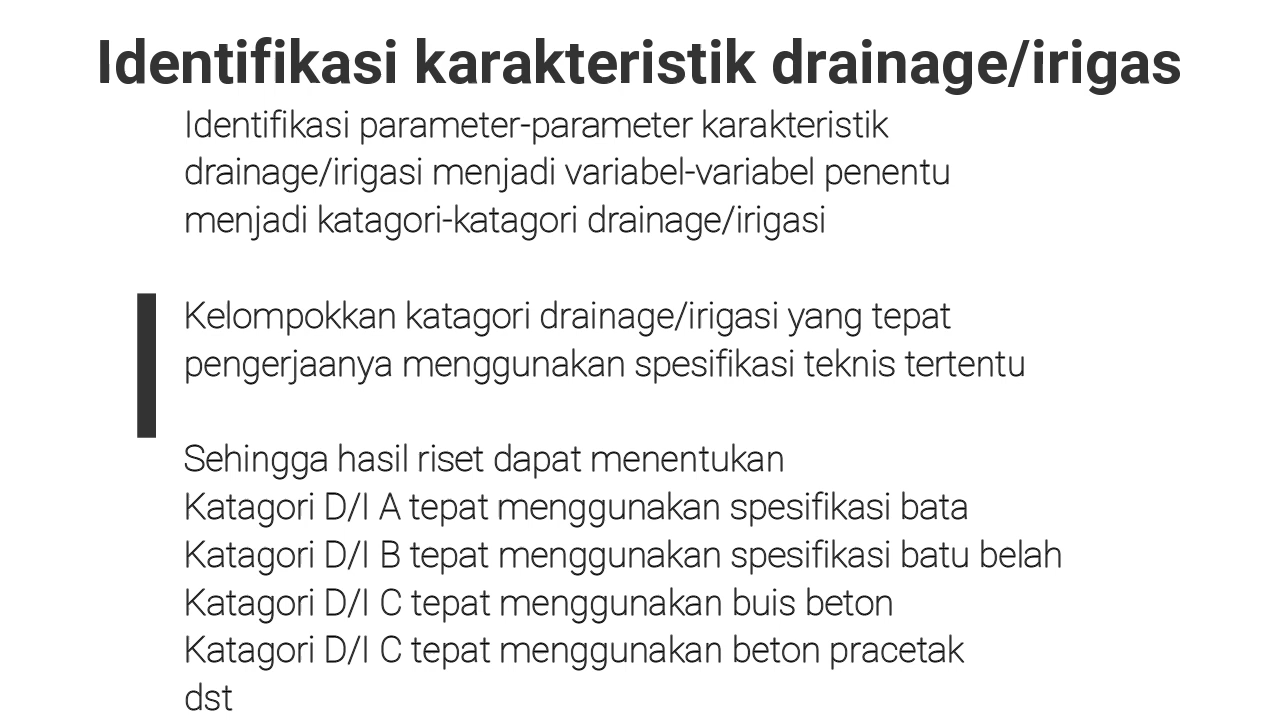 Identifikasi karakteristik drainage/irigas
Identifikasi parameter-parameter karakteristik
drainage/irigasi menjadi variabel-variabel penentu
menjadi katagori-katagori drainage/irigasi
Kelompokkan katagori drainage/irigasi yang tepat
pengerjaanya menggunakan spesifikasi teknis tertentu
Sehingga hasil riset dapat menentukan
Katagori D/I A tepat menggunakan spesifikasi bata
Katagori D/I B tepat menggunakan spesifikasi batu belah
Katagori D/I C tepat menggunakan buis beton
Katagori D/I C tepat menggunakan beton pracetak
dst